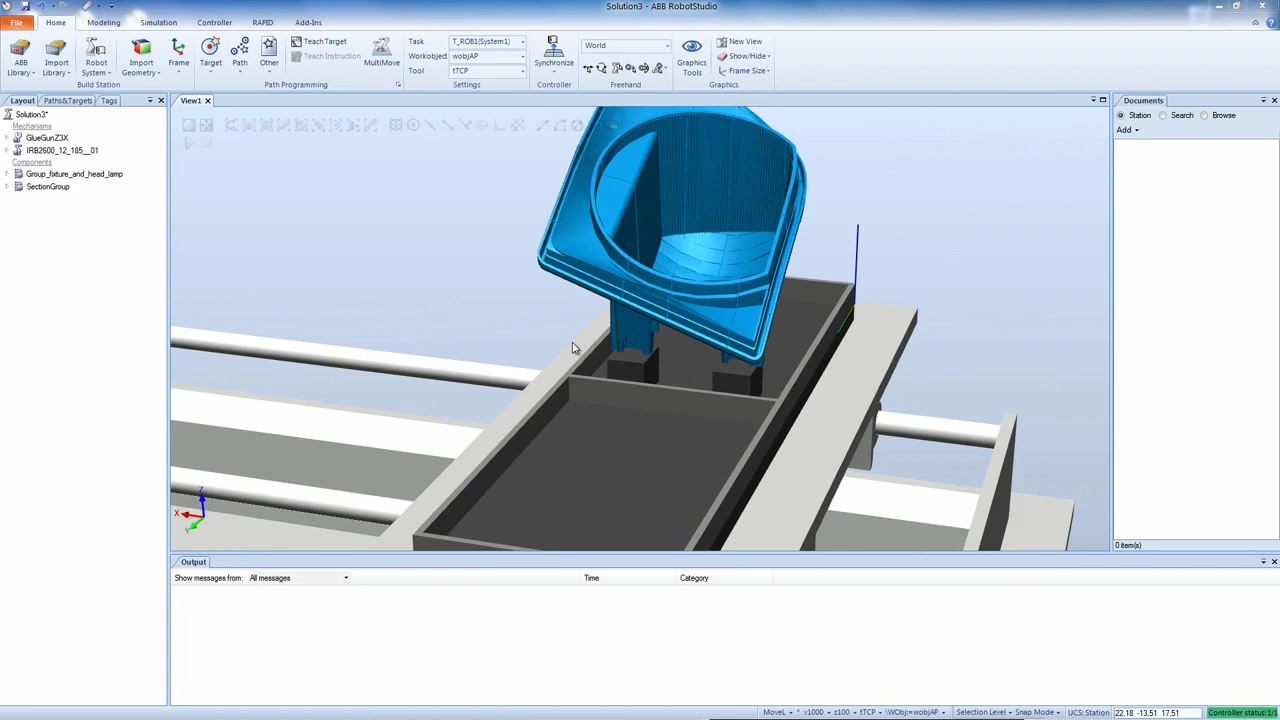 Solution3 - ABB RobotStudio
File Home Modeling Simulation Controller RAPID Add-Ins
ABB Library
Import Library
Robot System
Import Geometry
Frame
Build Station
Target
Path
Other
TeachTarget
Teach Instruction
MultiMove
Path Programming
Task T_ROB1(System1)
Workobject wobjAP
Tool tTCP
Settings
Synchronize
Controller
World
Freehand
Graphics Tools
New View
Show/Hide
Frame Size
Graphics
Layout Paths&Targets Tags
View1
Documents
Solution3*
Mechanisms
GlueGunZ3X
IRB2600_12_185__01
Components
Group_fixture_and_head_lamp
SectionGroup
Station Search Browse
Add
Z
X
Y
0 item(s)
Output
Show messages from: All messages Time Category
MoveL * v1000 z100 tTCP \WObj:=wobjAP Selection Level Snap Mode UCS: Station 22,18 -13,51 17,51 Controller status: 1/1